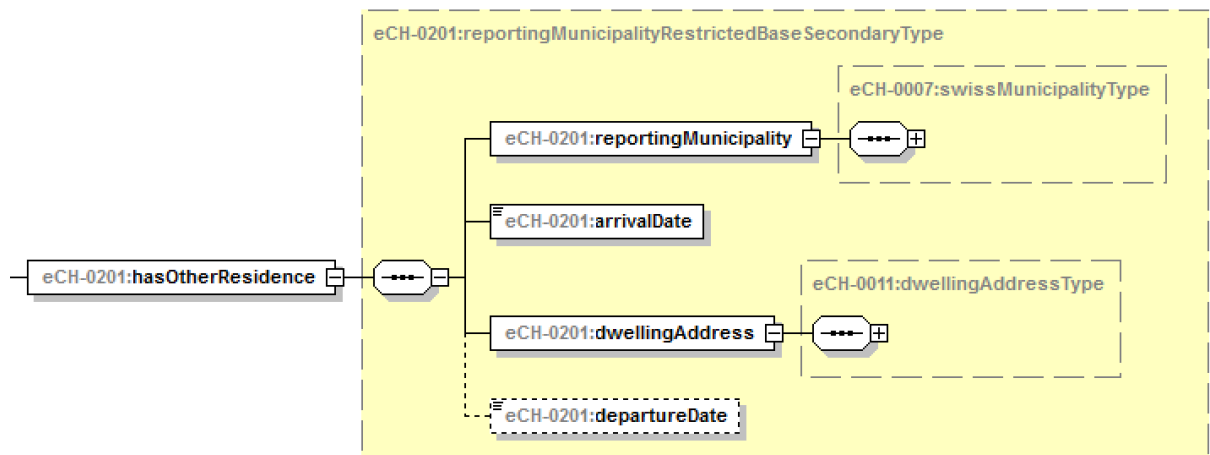 eCH-0201:reportingMunicipalityRestrictedBaseSecondaryType
eCH-0007:swissMunicipalityType
eCH-0201:reportingMunicipality
eCH-0201:arrivalDate
eCH-0201:hasOtherResidence
eCH-0011:dwellingAddressType
eCH-0201:dwellingAddress
eCH-0201:departureDate